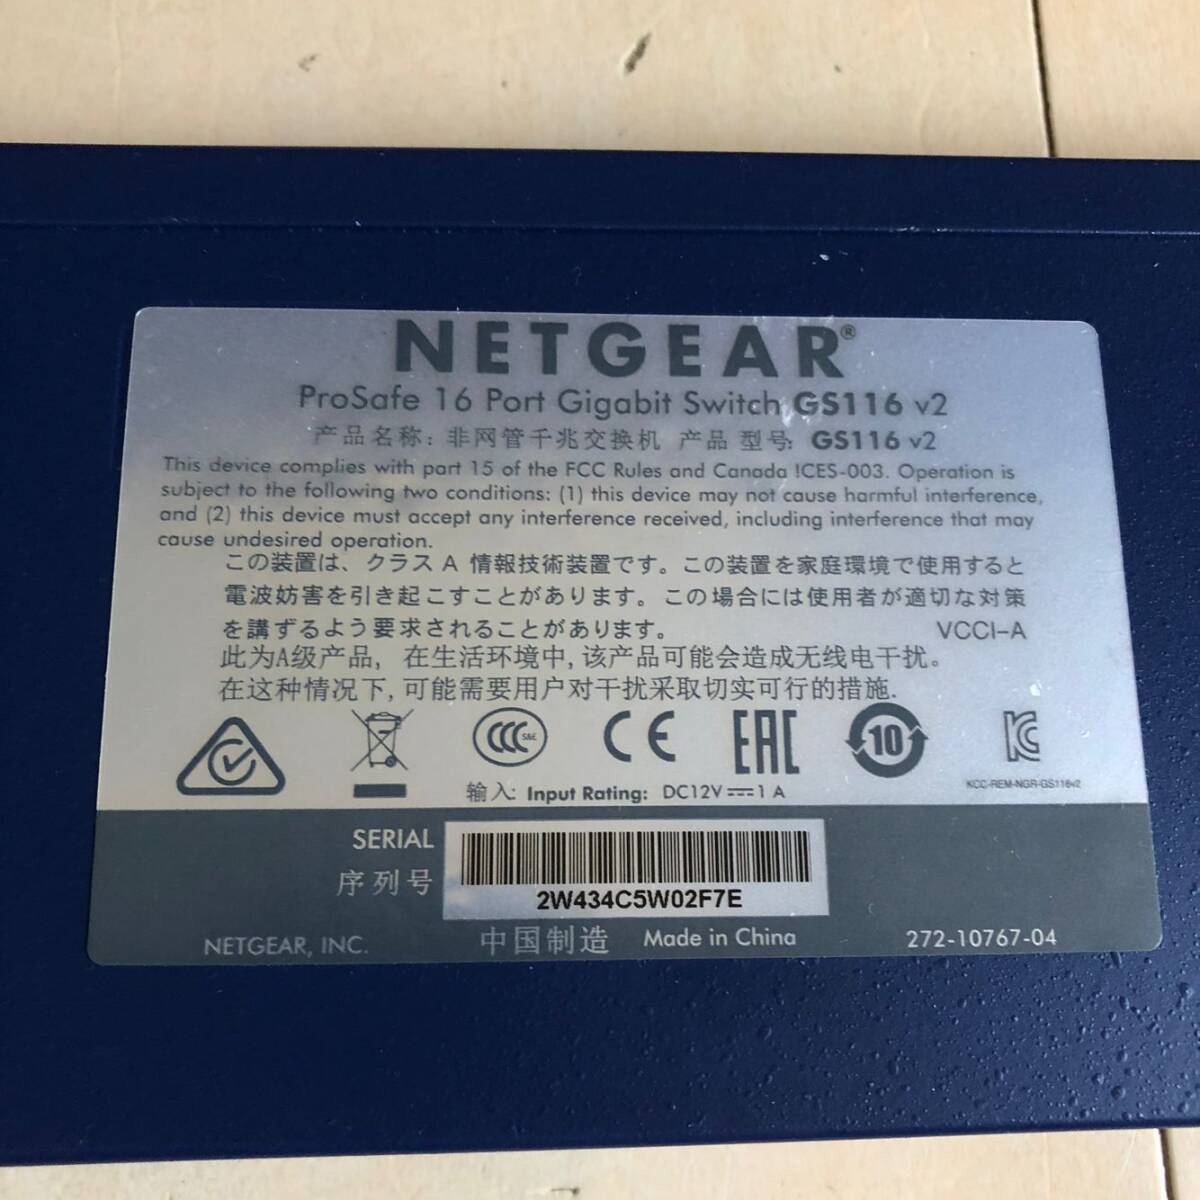 NETGEAR®
ProSafe 16 Port Gigabit Switch GS116 v2
产品名称: 非网管千兆交换机 产品 型号: GS116 v2
This device complies with part 15 of the FCC Rules and Canada ICES-003. Operation is
subject to the following two conditions: (1) this device may not cause harmful interference,
and (2) this device must accept any interference received, including interference that may
cause undesired operation.
この装置は、クラス A 情報技術装置です。この装置を家庭環境で使用すると
電波妨害を引き起こすことがあります。この場合には使用者が適切な対策
を講ずるよう要求されることがあります。 VCCI-A
此为A级产品, 在生活环境中,该产品可能会造成无线电干扰。
在这种情况下,可能需要用户对干扰采取切实可行的措施.
CCC S&E CE EAC 10 KC
KCC-REM-NGR-GS116v2
输入: Input Rating: DC12V⎓1 A
SERIAL
序列号
2W434C5W02F7E
NETGEAR, INC. 中国制造 Made in China 272-10767-04